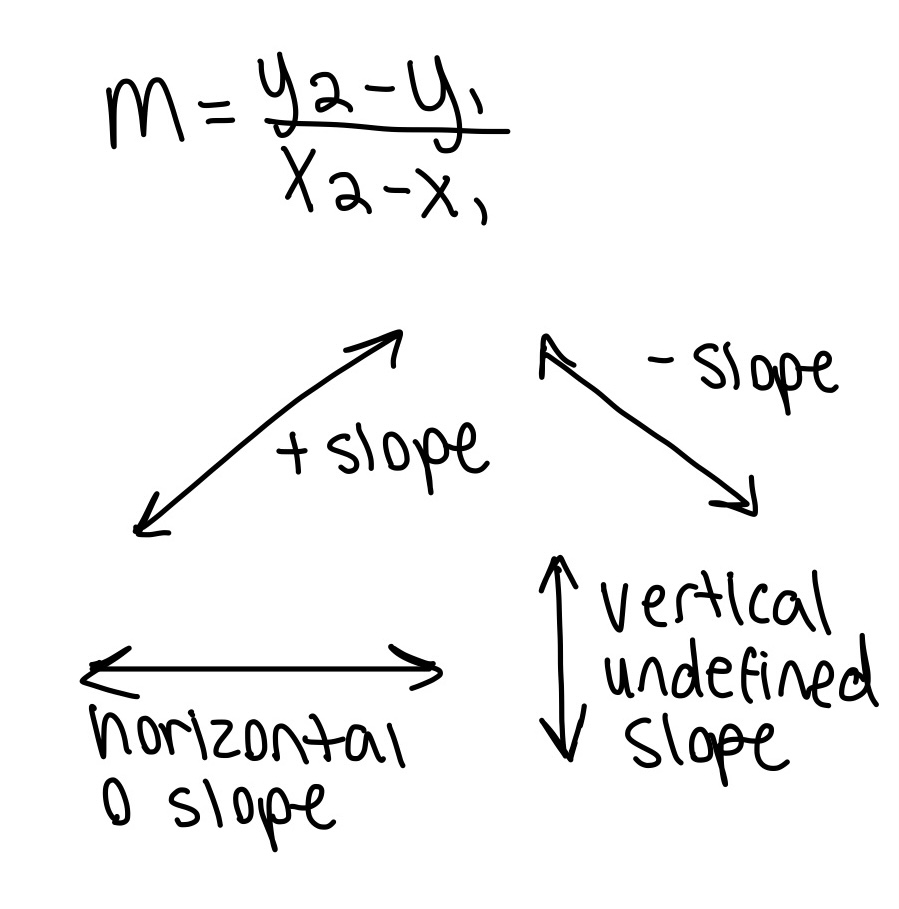 m = y2 - y1
x2 - x1
+ slope
- slope
horizontal
0 slope
vertical
undefined
slope